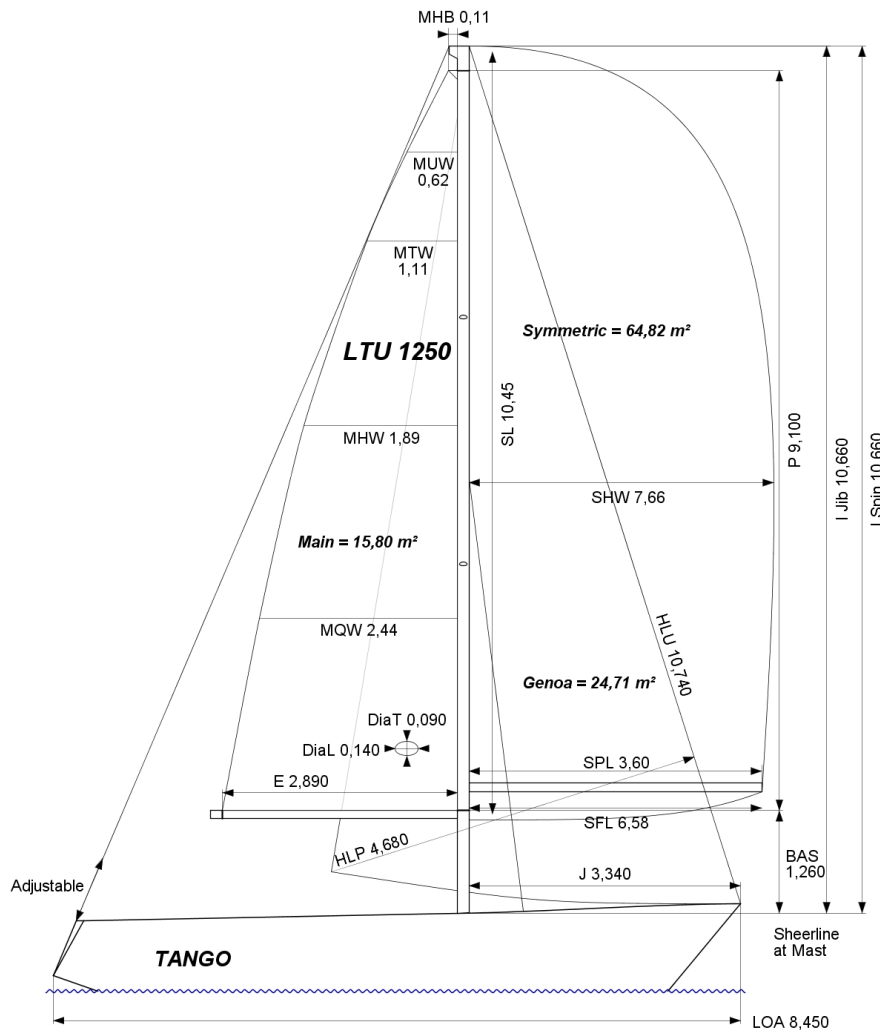 MHB 0,11
MUW
0,62
MTW
1,11
LTU 1250
Symmetric = 64,82 m²
SL 10,45
P 9,100
I Jib 10,660
I Spin 10,660
MHW 1,89
SHW 7,66
Main = 15,80 m²
MQW 2,44
HLU 10,740
Genoa = 24,71 m²
DiaT 0,090
DiaL 0,140
SPL 3,60
E 2,890
SFL 6,58
HLP 4,680
BAS
1,260
J 3,340
Adjustable
Sheerline
at Mast
TANGO
LOA 8,450